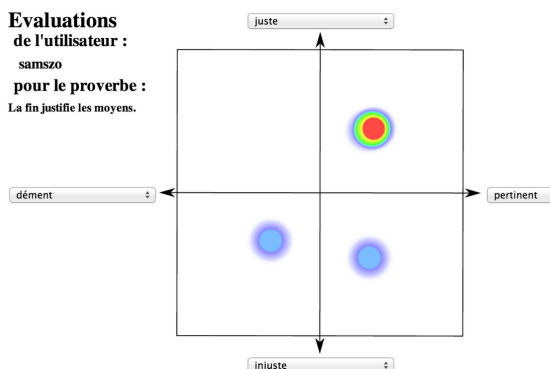 Evaluations
de l'utilisateur :
samszo
pour le proverbe :
La fin justifie les moyens.
juste
dément
pertinent
injuste